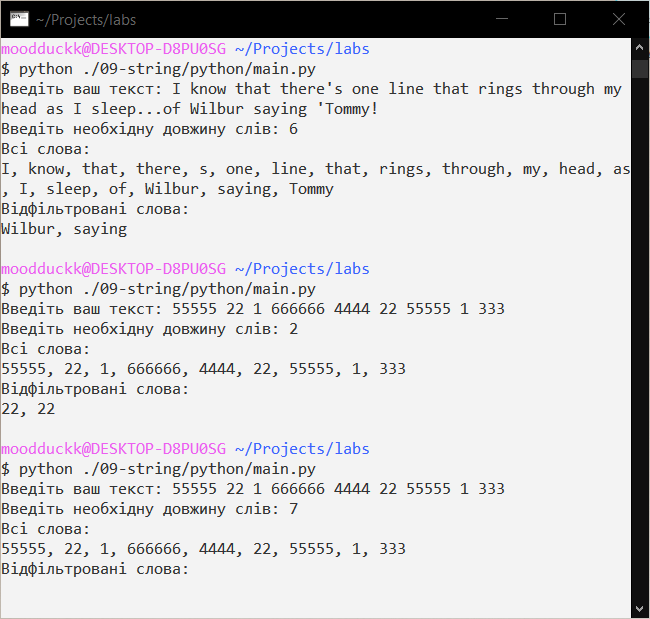 ~/Projects/labs
moodduckk@DESKTOP-D8PU0SG ~/Projects/labs
$ python ./09-string/python/main.py
Введіть ваш текст: I know that there's one line that rings through my
head as I sleep...of Wilbur saying 'Tommy!
Введіть необхідну довжину слів: 6
Всі слова:
I, know, that, there, s, one, line, that, rings, through, my, head, as
, I, sleep, of, Wilbur, saying, Tommy
Відфільтровані слова:
Wilbur, saying
moodduckk@DESKTOP-D8PU0SG ~/Projects/labs
$ python ./09-string/python/main.py
Введіть ваш текст: 55555 22 1 666666 4444 22 55555 1 333
Введіть необхідну довжину слів: 2
Всі слова:
55555, 22, 1, 666666, 4444, 22, 55555, 1, 333
Відфільтровані слова:
22, 22
moodduckk@DESKTOP-D8PU0SG ~/Projects/labs
$ python ./09-string/python/main.py
Введіть ваш текст: 55555 22 1 666666 4444 22 55555 1 333
Введіть необхідну довжину слів: 7
Всі слова:
55555, 22, 1, 666666, 4444, 22, 55555, 1, 333
Відфільтровані слова: